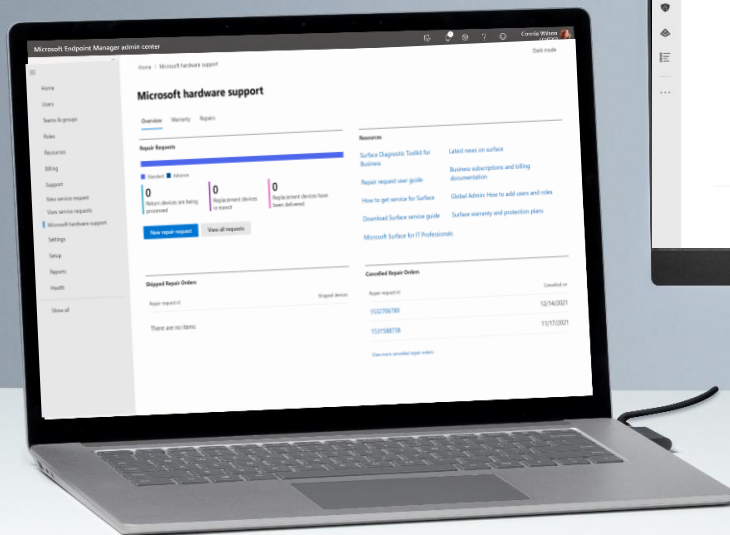 Microsoft Endpoint Manager admin center
Connie Wilson
Home > Microsoft hardware support
Dark mode
Home
Users
Teams & groups
Roles
Resources
Billing
Support
New service request
View service requests
Microsoft hardware support
Settings
Setup
Reports
Health
Show all
Microsoft hardware support
Overview Warranty Repairs
Repair Requests
Standard Advance
0
Return devices are being
processed
0
Replacement devices
in transit
0
Replacement devices have
been delivered
New repair request View all requests
Resources
Surface Diagnostic Toolkit for
Business
Repair request user guide
How to get service for Surface
Download Surface service guide
Microsoft Surface for IT Professionals
Latest news on surface
Business subscriptions and billing
documentation
Global Admin: How to add users and roles
Surface warranty and protection plans
Shipped Repair Orders
Repair request id Shipped devices
There are no items
Cancelled Repair Orders
Repair request id Cancelled on
1532706789 12/14/2021
1531588738 11/17/2021
View more cancelled repair orders